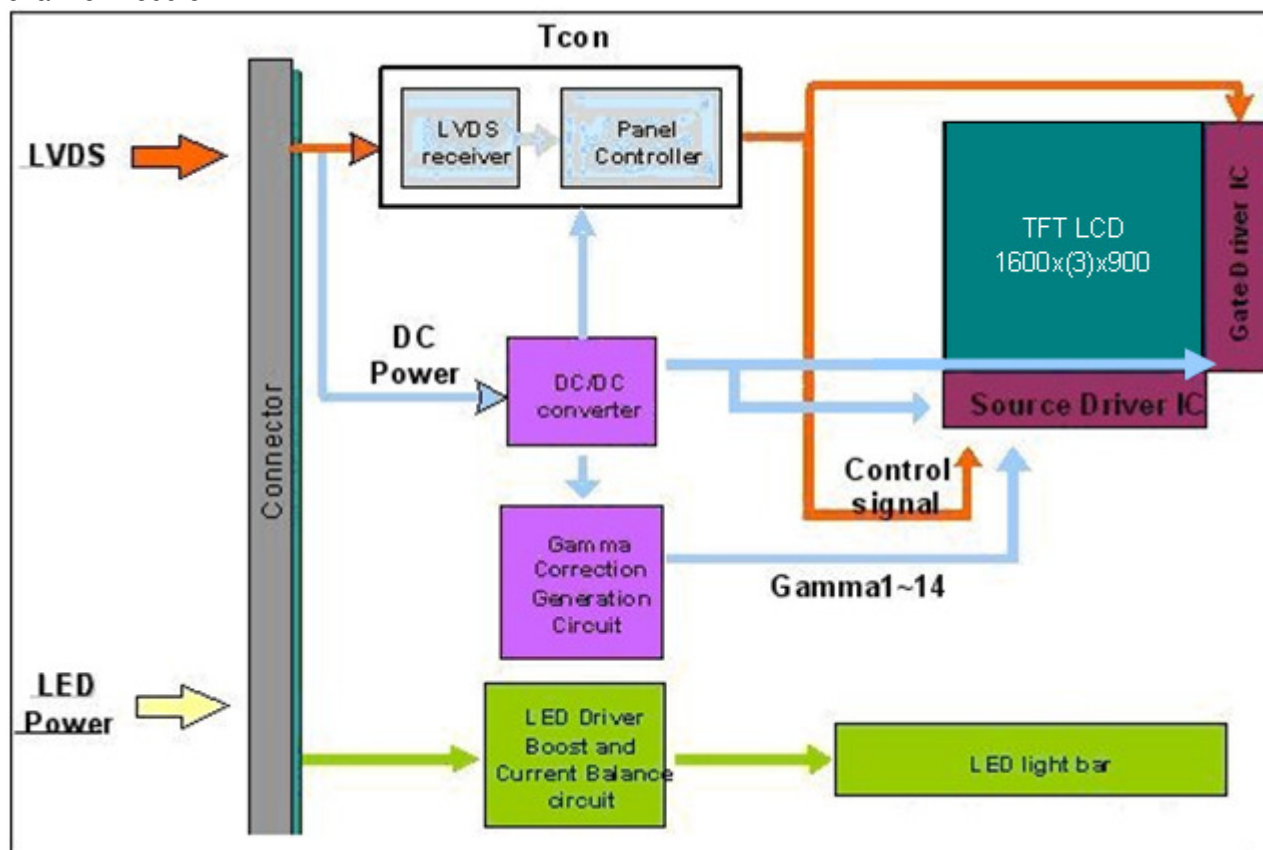 Tcon
LVDS
receiver
Panel
Controller
LVDS
TFT LCD
1600x(3)x900
Gate Driver IC
DC
Power
DC/DC
converter
Source Driver IC
Connector
Control
signal
Gamma
Correction
Generation
Circuit
Gamma1~14
LED
Power
LED Driver
Boost and
Current Balance
circuit
LED light bar